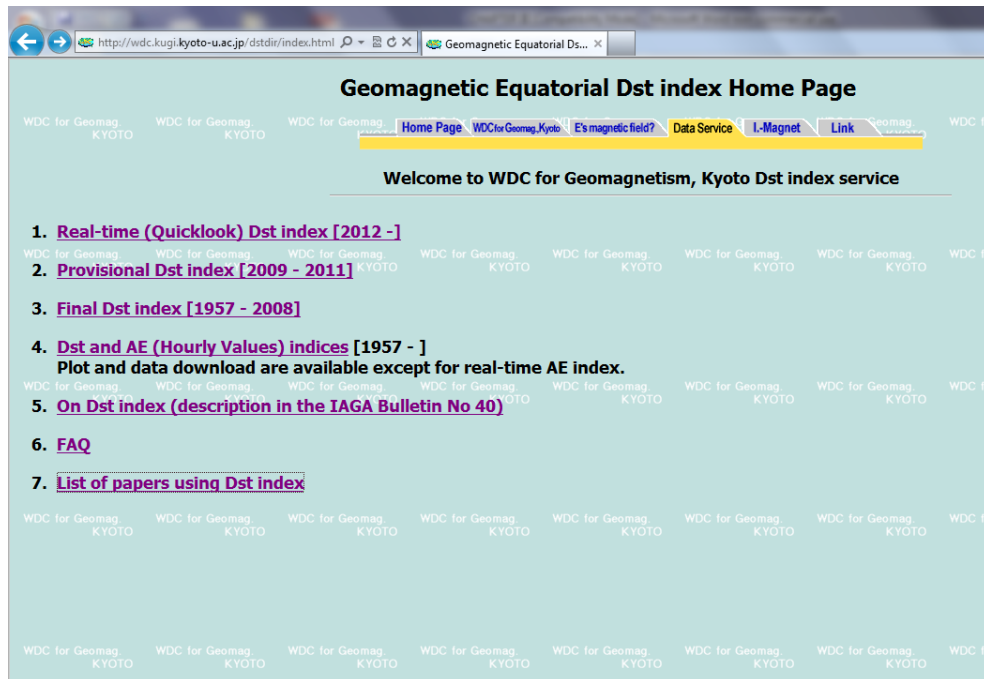 http://wdc.kugi.kyoto-u.ac.jp/dstdir/index.html
Geomagnetic Equatorial Ds...
Geomagnetic Equatorial Dst index Home Page
Home Page WDC for Geomag,Kyoto E's magnetic field? Data Service I.-Magnet Link
Welcome to WDC for Geomagnetism, Kyoto Dst index service
1. Real-time (Quicklook) Dst index [2012 -]
2. Provisional Dst index [2009 - 2011]
3. Final Dst index [1957 - 2008]
4. Dst and AE (Hourly Values) indices [1957 - ]
Plot and data download are available except for real-time AE index.
5. On Dst index (description in the IAGA Bulletin No 40)
6. FAQ
7. List of papers using Dst index
WDC for Geomag.
KYOTO